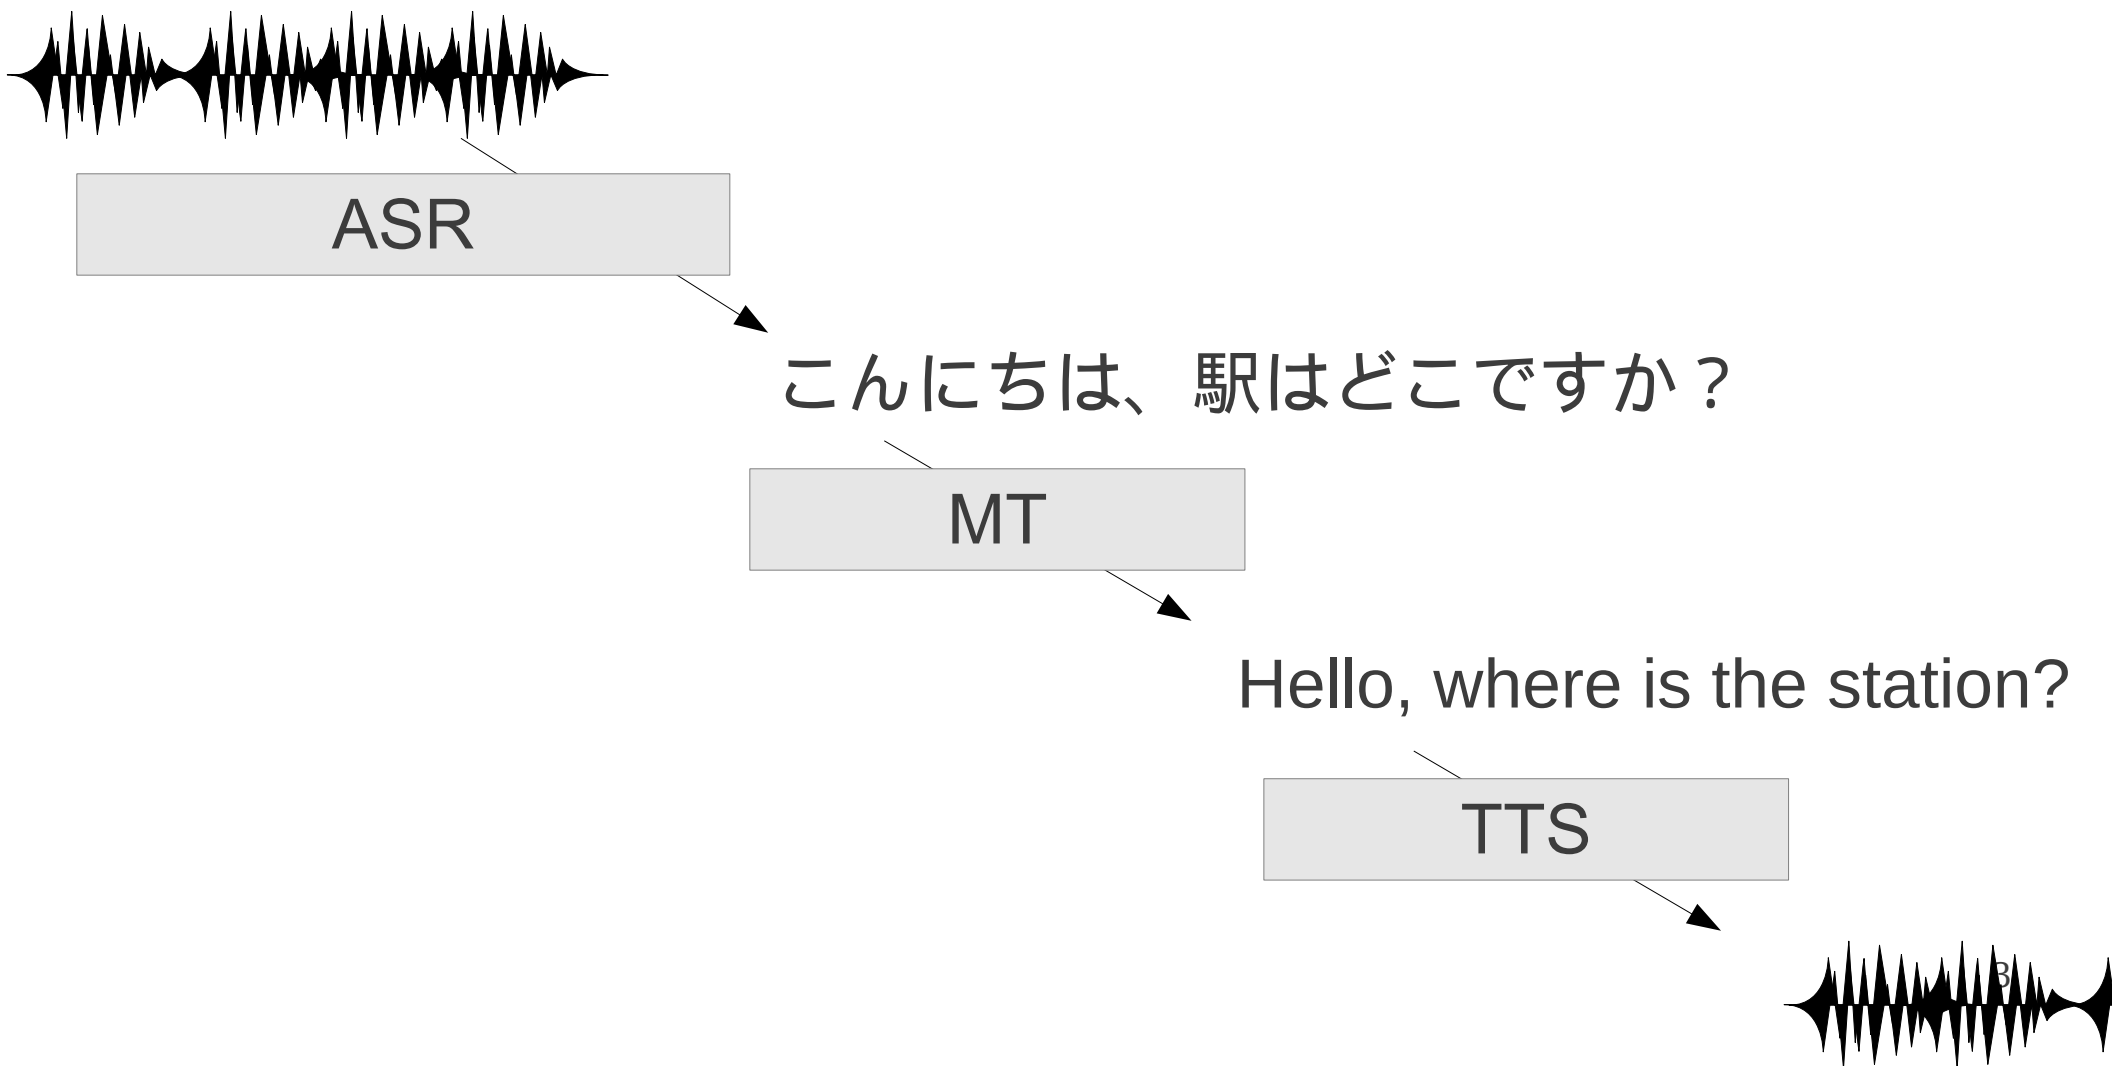 ASR
こんにちは、駅はどこですか？
MT
Hello, where is the station?
TTS
3